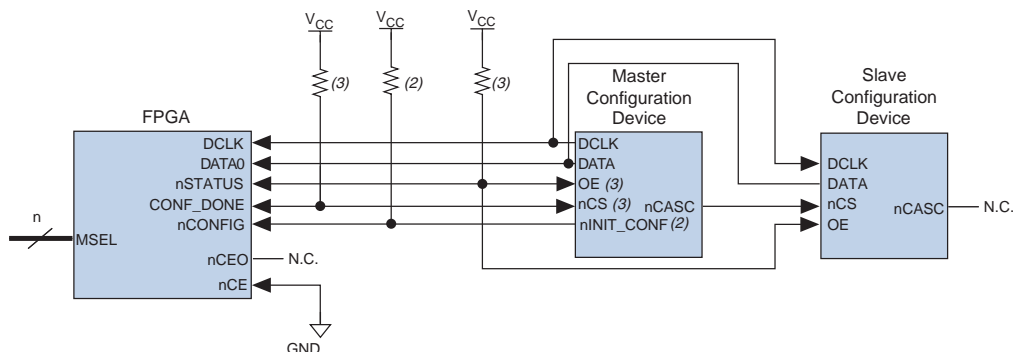 VCC
VCC
VCC
(3)
(2)
(3)
Master
Configuration
Device
Slave
Configuration
Device
FPGA
DCLK
DATA0
nSTATUS
CONF_DONE
nCONFIG
nCEO
N.C.
nCE
GND
n
MSEL
DCLK
DATA
OE (3)
nCS (3)
nCASC
nINIT_CONF (2)
DCLK
DATA
nCS
nCASC
N.C.
OE